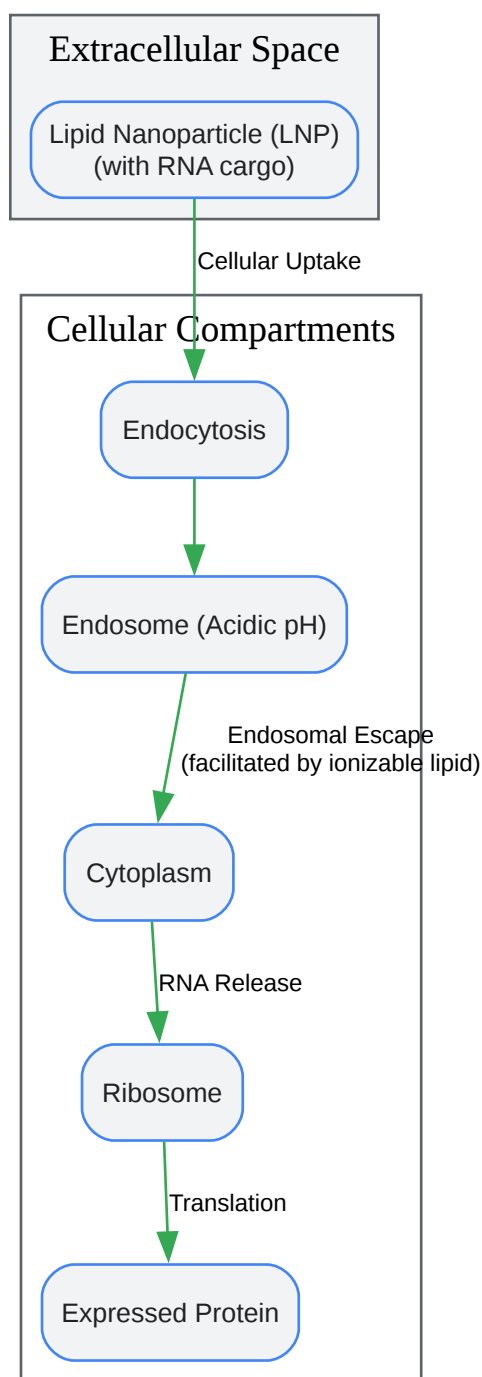 Extracellular Space
Lipid Nanoparticle (LNP)
(with RNA cargo)
Cellular Uptake
Cellular Compartments
Endocytosis
Endosome (Acidic pH)
Endosomal Escape
(facilitated by ionizable lipid)
Cytoplasm
RNA Release
Ribosome
Translation
Expressed Protein